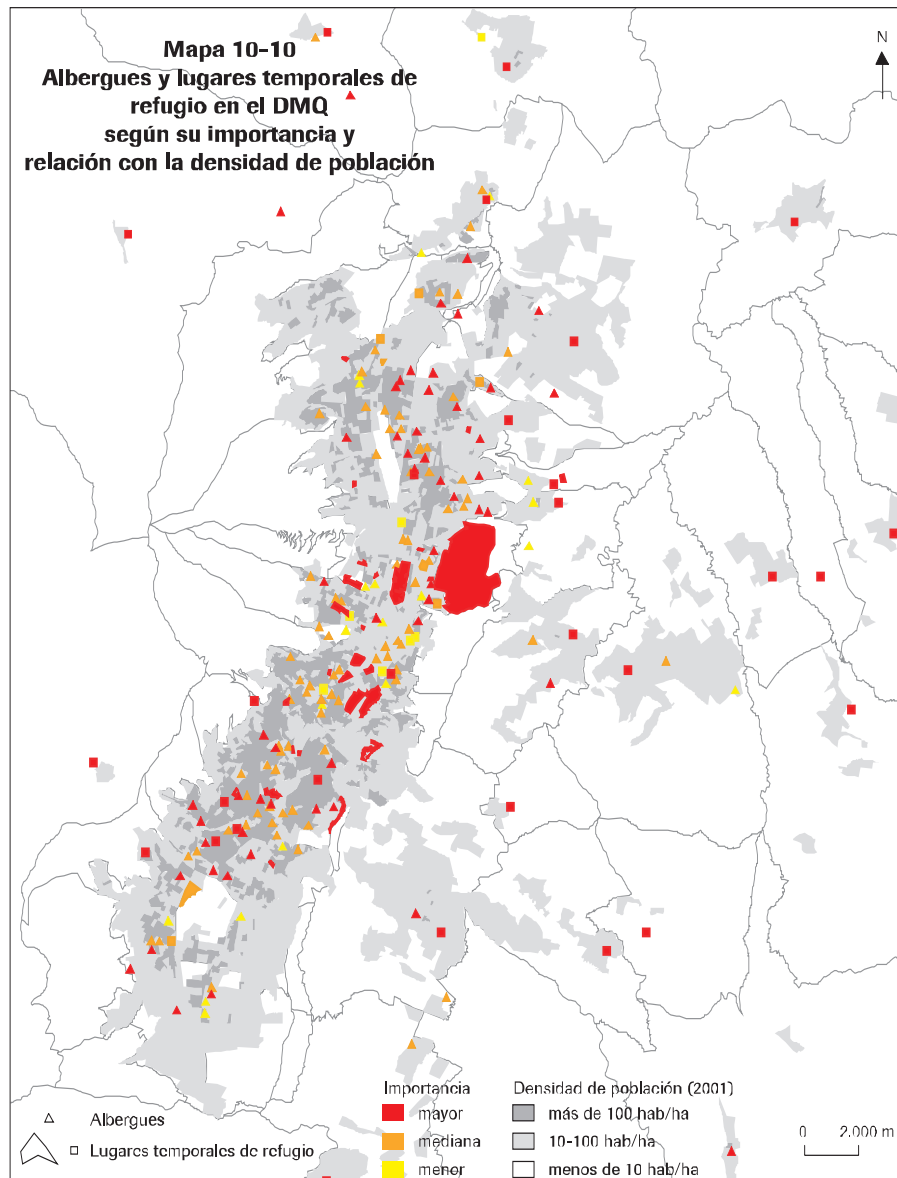 Mapa 10-10
Albergues y lugares temporales de
refugio en el DMQ
según su importancia y
relación con la densidad de población
N
Importancia
mayor
mediana
menor
Densidad de población (2001)
más de 100 hab/ha
10-100 hab/ha
menos de 10 hab/ha
Albergues
Lugares temporales de refugio
0 2.000 m